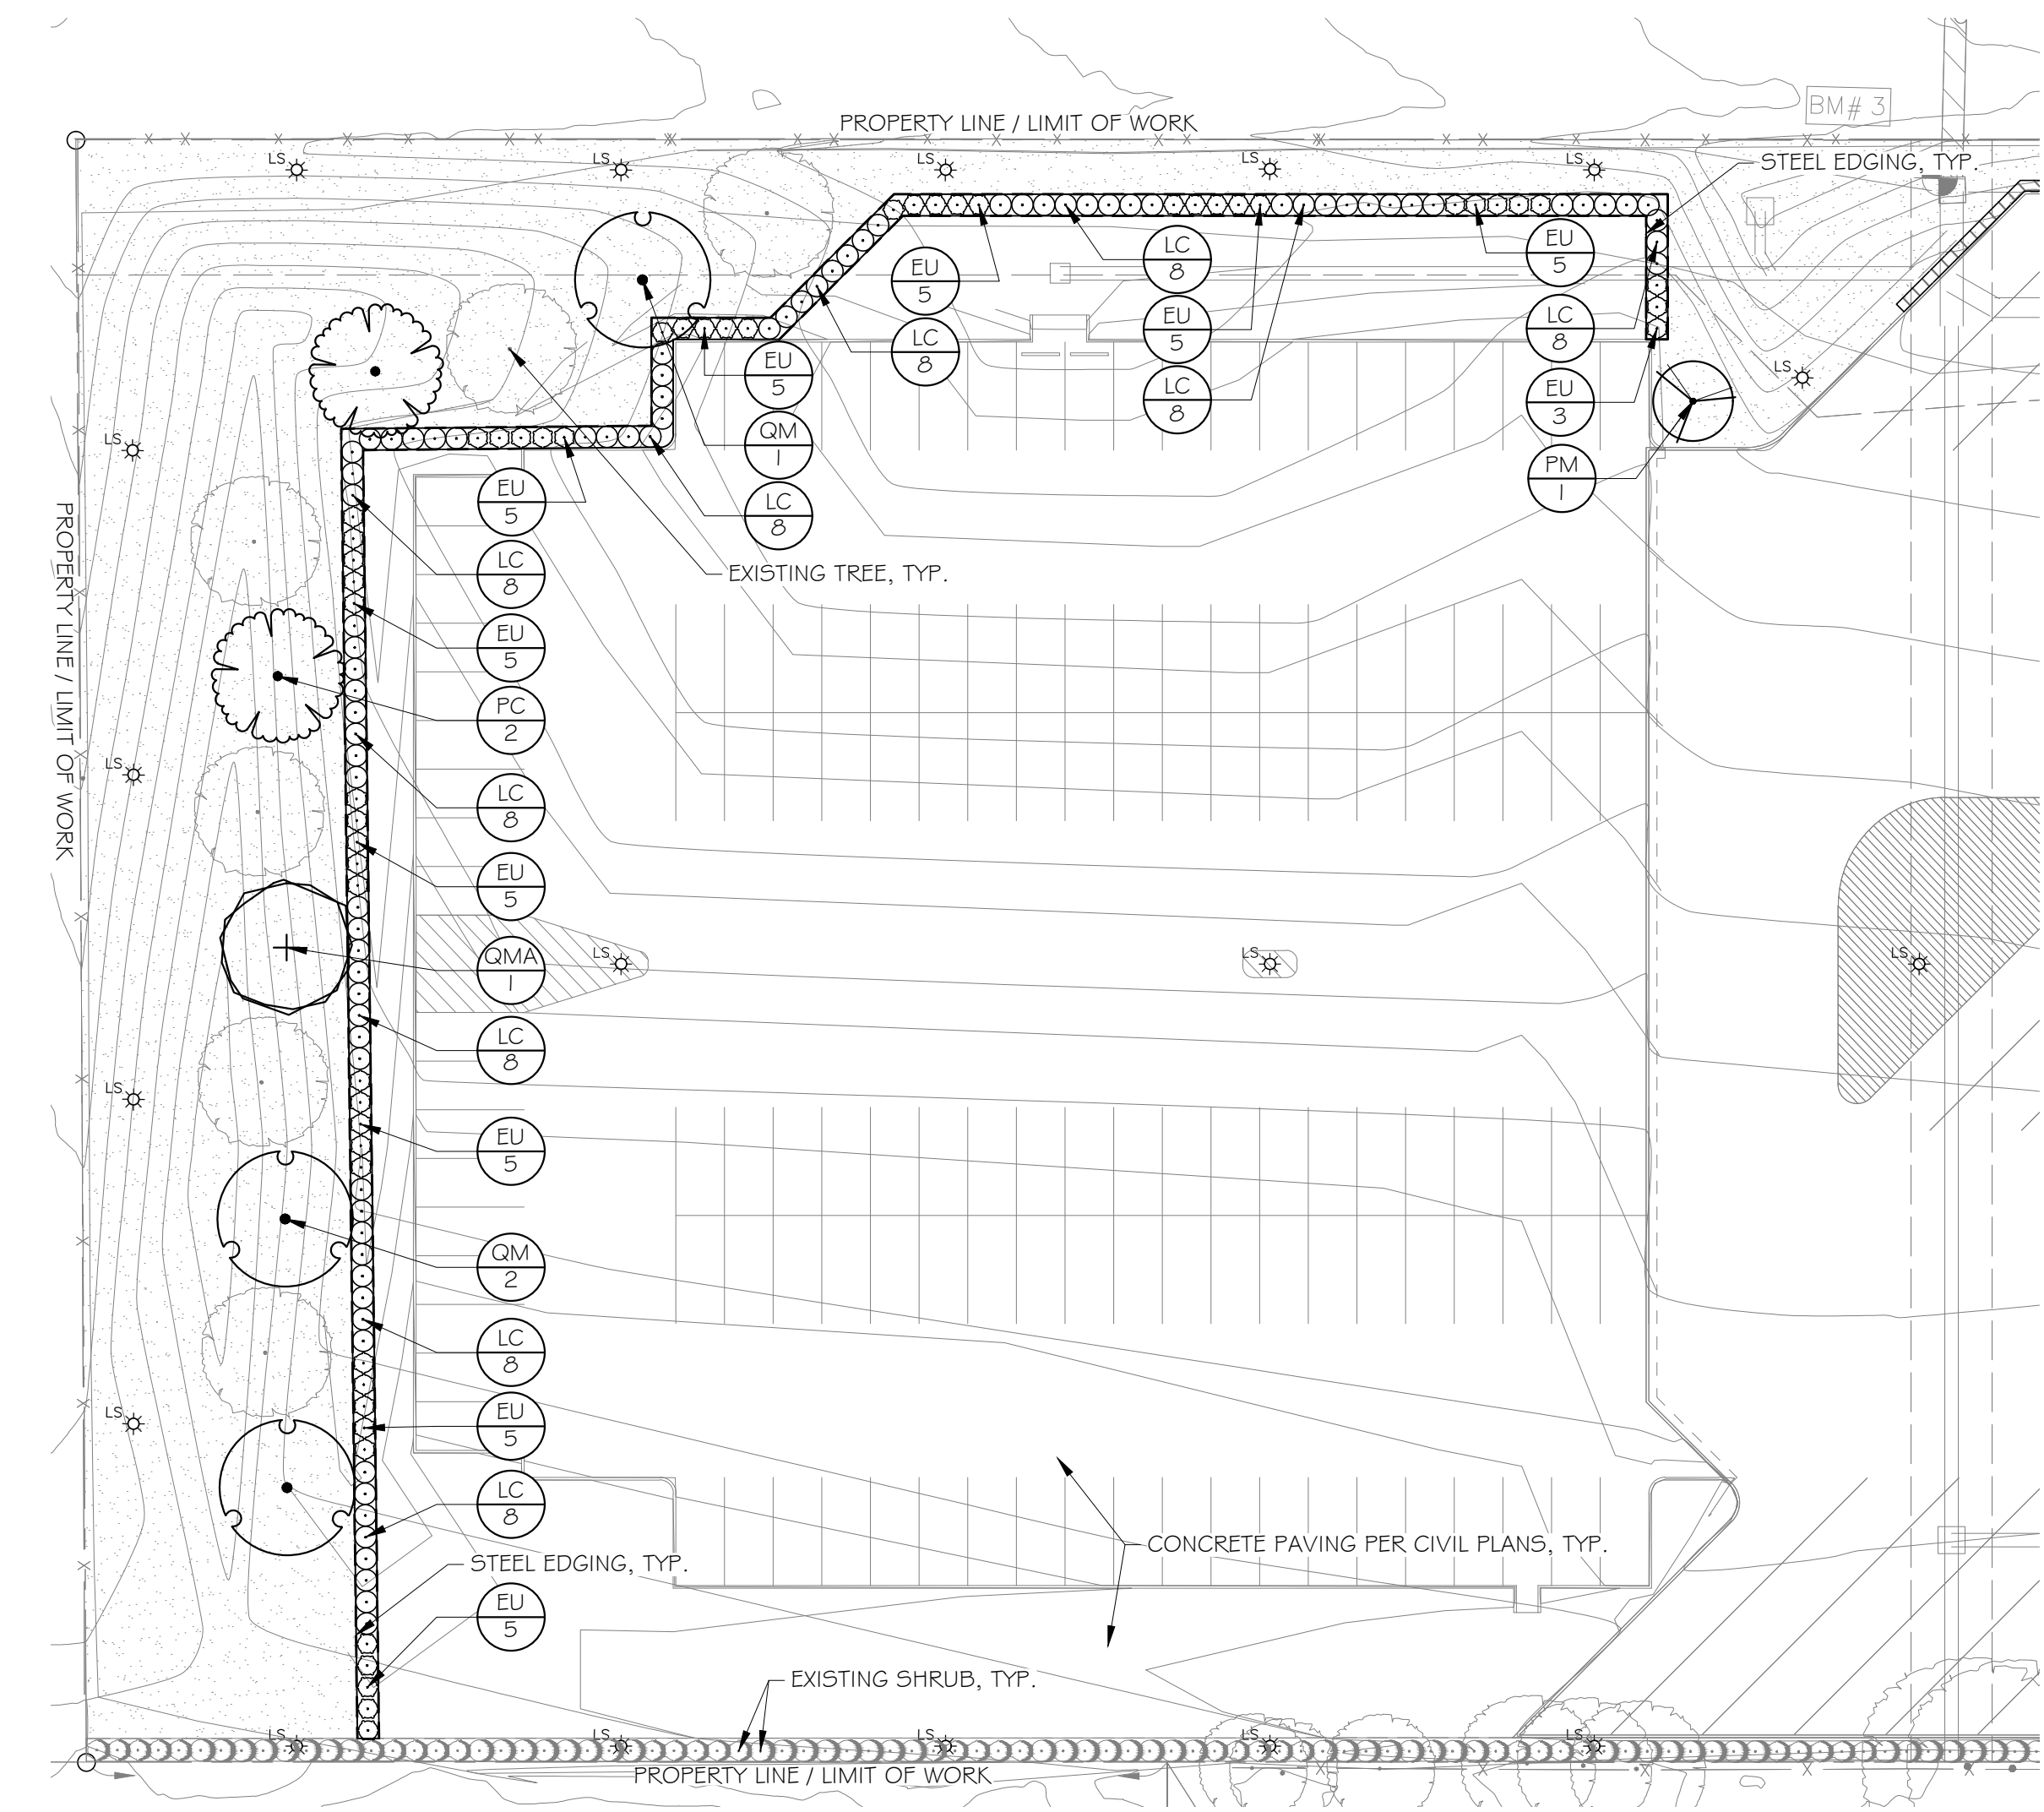 BM# 3
PROPERTY LINE / LIMIT OF WORK
STEEL EDGING, TYP.
LS
LS
LS
LS
LS
EU
5
LC
8
EU
5
EU
5
LC
8
LC
8
EU
5
LC
8
EU
3
PM
1
EU
5
QM
1
LC
8
LS
LS
EU
5
LC
8
EXISTING TREE, TYP.
PROPERTY LINE / LIMIT OF WORK
EU
5
PC
2
LS
LC
8
EU
5
QMA
1
LS
LS
LS
LC
8
LS
EU
5
QM
2
LC
8
LS
EU
5
LC
8
CONCRETE PAVING PER CIVIL PLANS, TYP.
STEEL EDGING, TYP.
EU
5
EXISTING SHRUB, TYP.
LS
LS
LS
LS
LS
PROPERTY LINE / LIMIT OF WORK